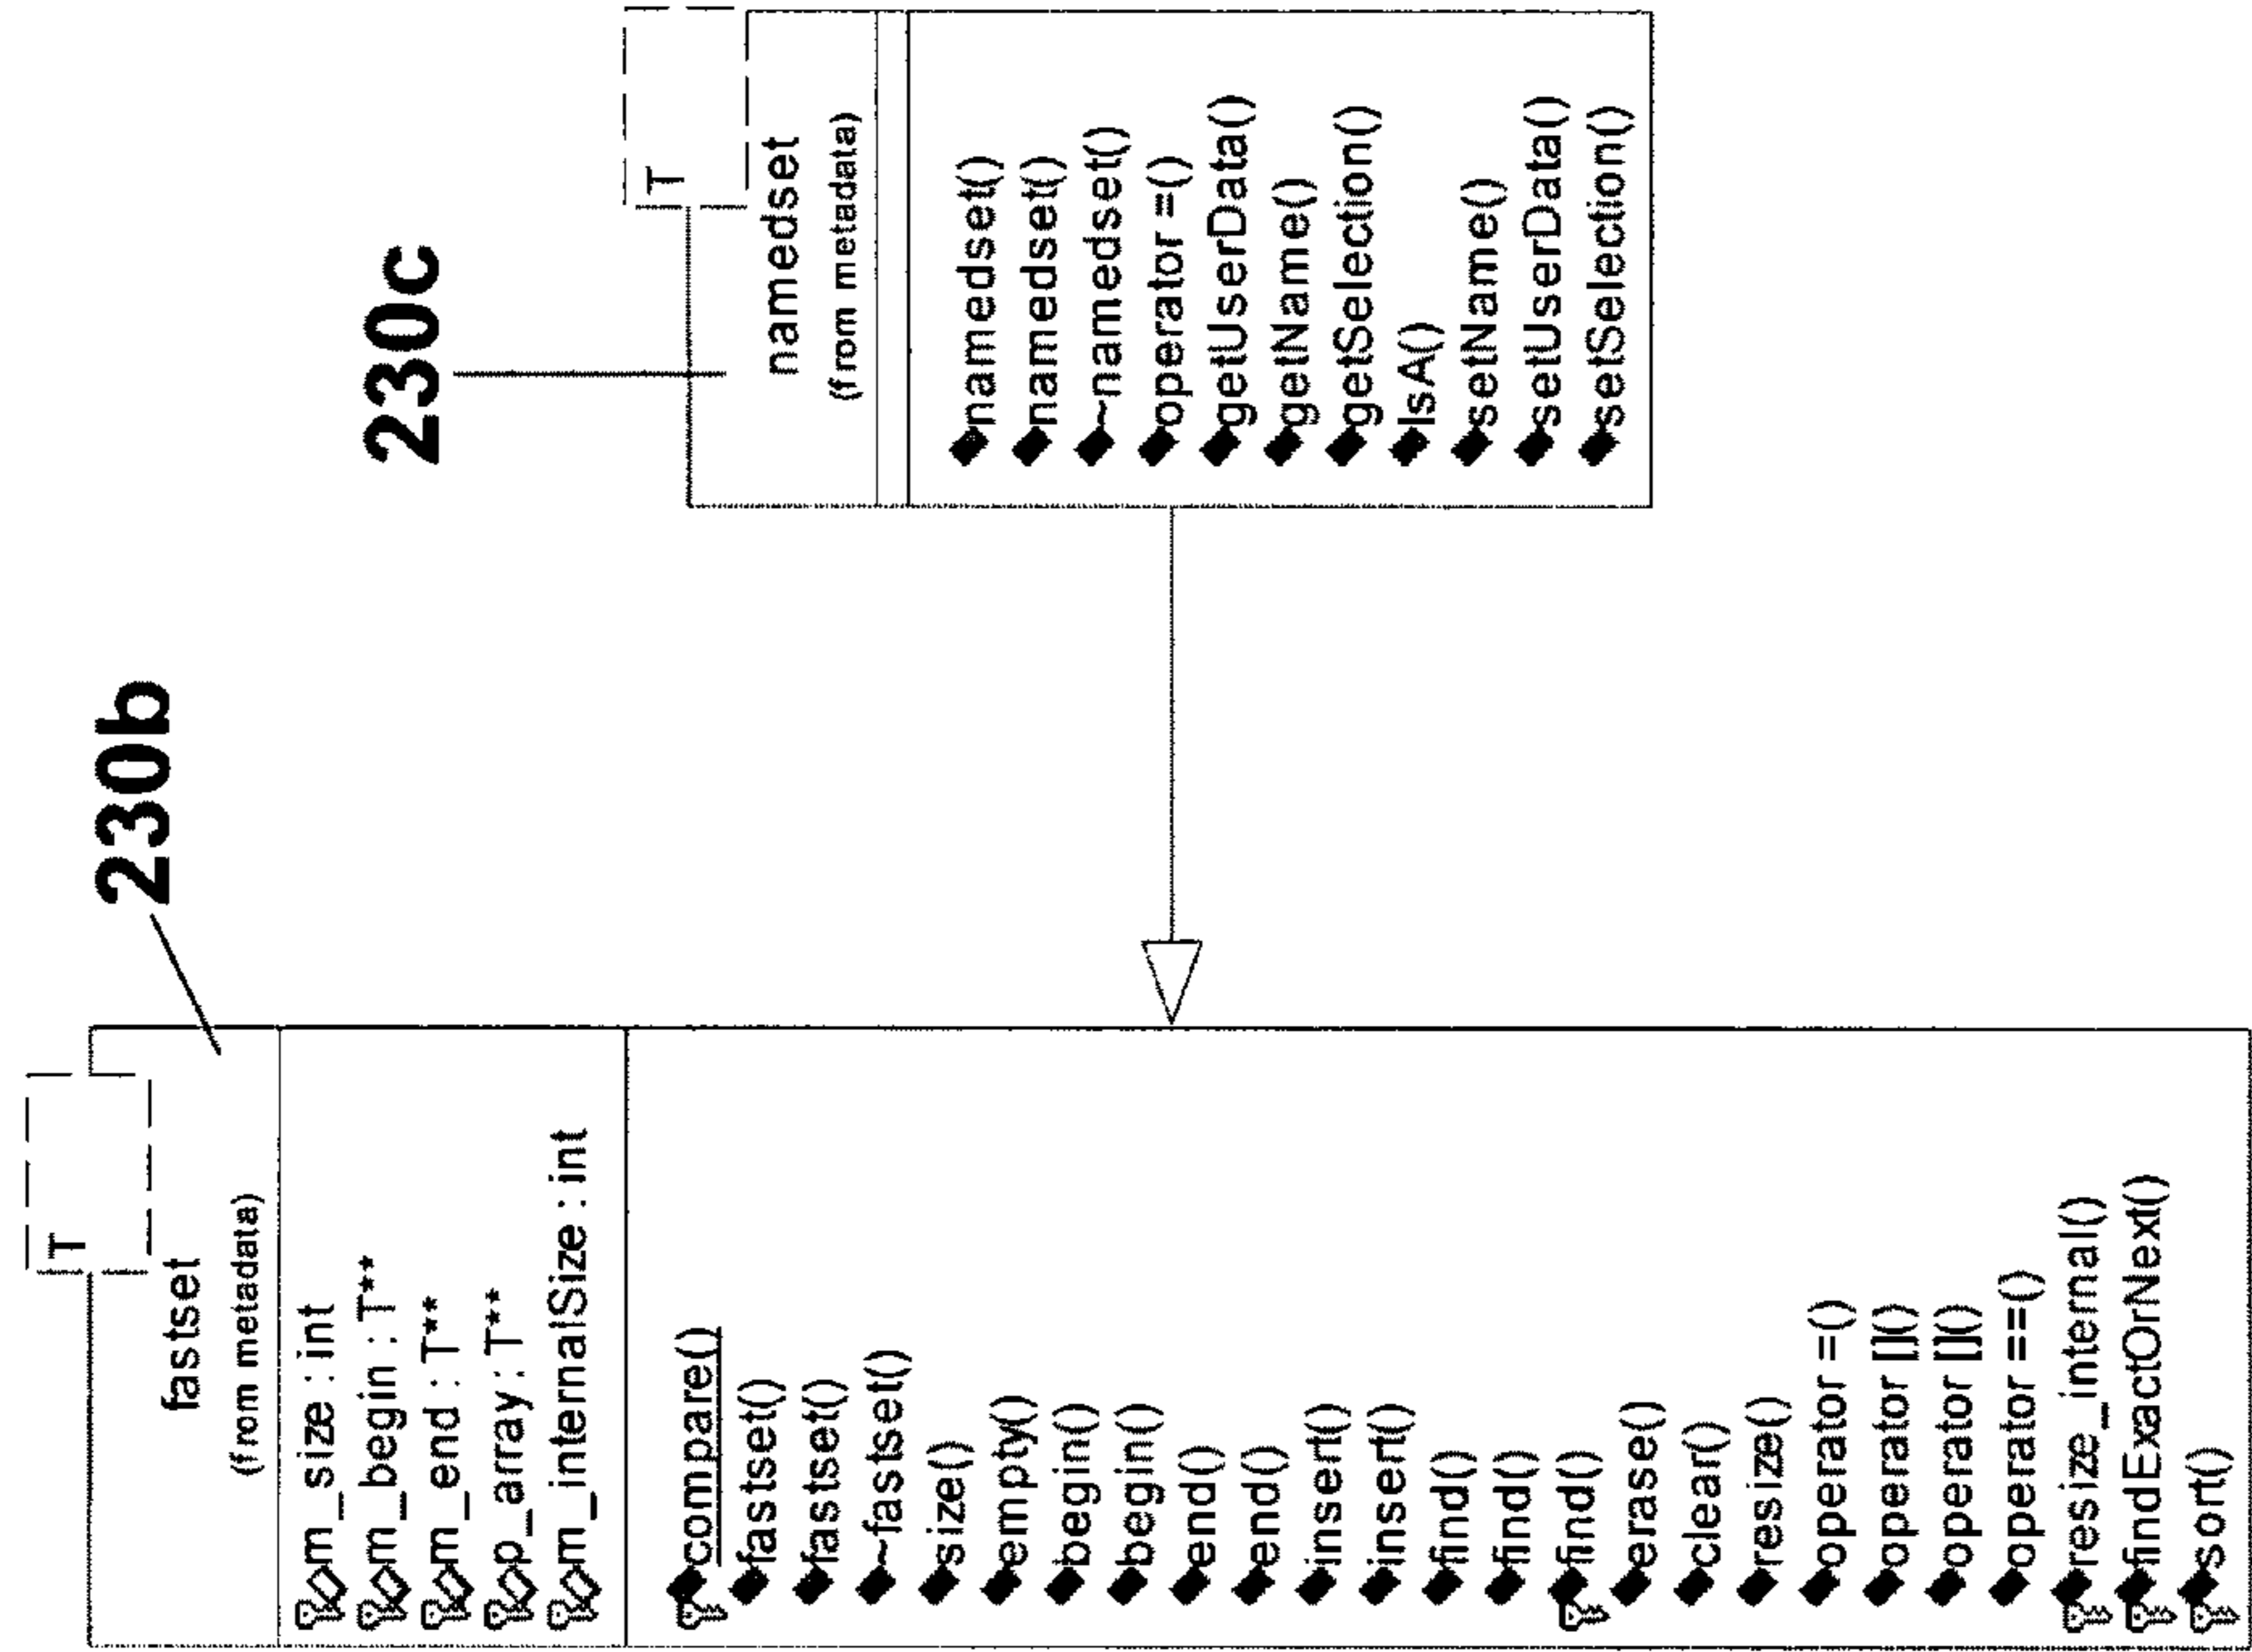 230b
T
fastset
(from metadata)
m_size : int
m_begin : T**
m_end : T**
p_array : T**
m_internalSize : int
compare()
fastset()
fastset()
~fastset()
size()
empty()
begin()
begin()
end()
end()
insert()
insert()
find()
find()
find()
erase()
clear()
resize()
operator =()
operator []()
operator []()
operator ==()
resize_internal()
findExactOrNext()
sort()
230c
T
namedset
(from metadata)
namedset()
namedset()
~namedset()
operator =()
getUserData()
getName()
getSelection()
IsA()
setName()
setUserData()
setSelection()